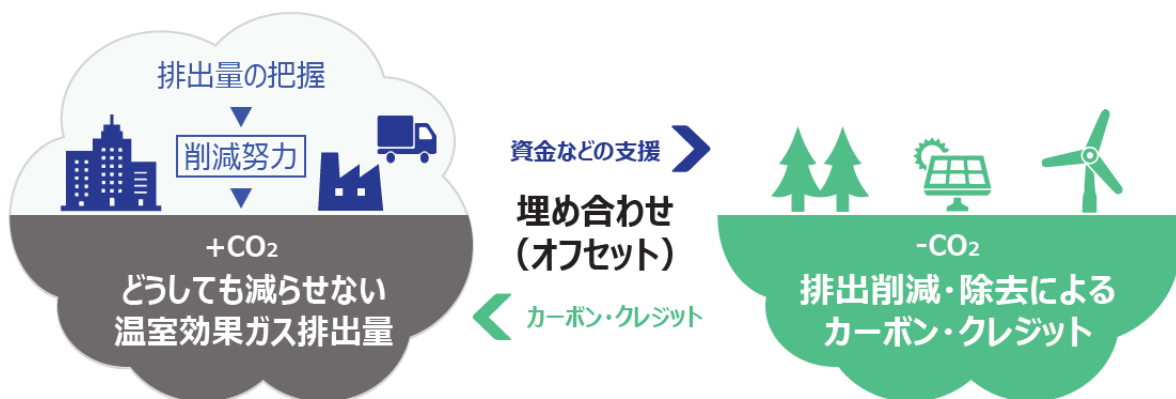 排出量の把握
削減努力
+CO₂
どうしても減らせない
温室効果ガス排出量
資金などの支援
埋め合わせ
（オフセット）
カーボン・クレジット
-CO₂
排出削減・除去による
カーボン・クレジット